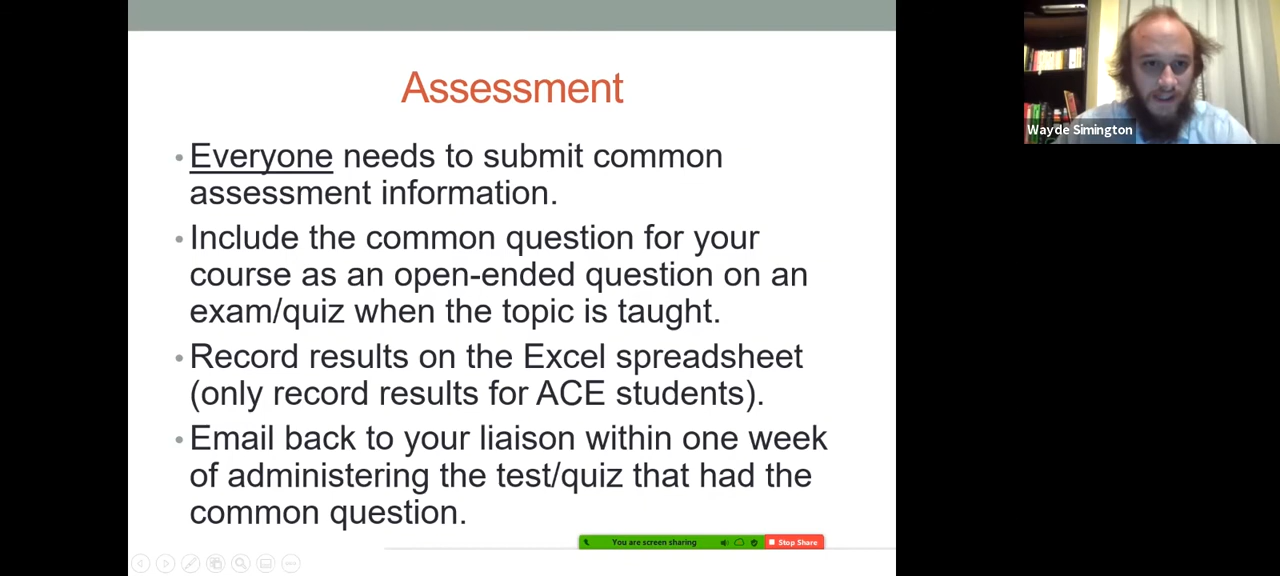 Assessment
• Everyone needs to submit common
assessment information.
• Include the common question for your
course as an open-ended question on an
exam/quiz when the topic is taught.
• Record results on the Excel spreadsheet
(only record results for ACE students).
• Email back to your liaison within one week
of administering the test/quiz that had the
common question.
You are screen sharing
Stop Share
Wayde Simington